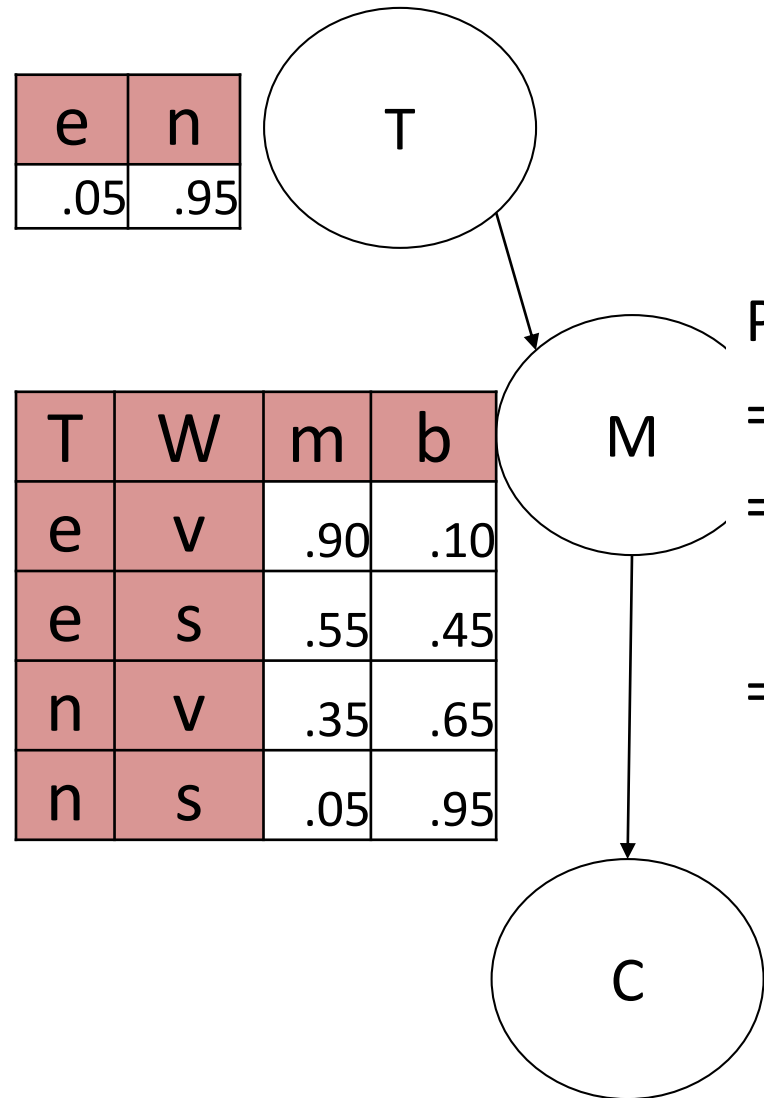 e n
.05 .95
T
T W m b
e v .90 .10
e s .55 .45
n v .35 .65
n s .05 .95
M
=
=
=
C